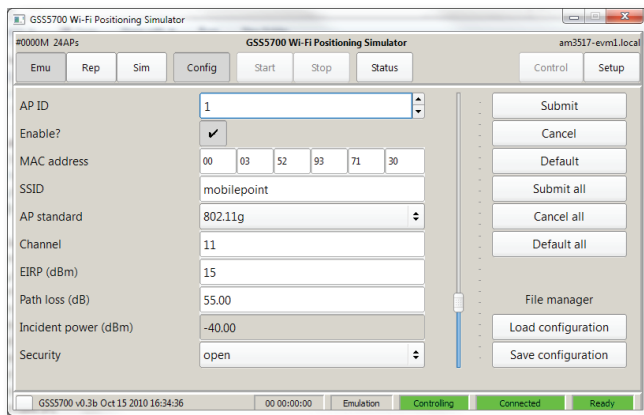 GSS5700 Wi-Fi Positioning Simulator
#0000M 24APs GSS5700 Wi-Fi Positioning Simulator am3517-evm1.local
Emu Rep Sim Config Start Stop Status Control Setup
AP ID 1 Submit
Enable? ✔ Cancel
MAC address 00 03 52 93 71 30 Default
SSID mobilepoint Submit all
AP standard 802.11g Cancel all
Channel 11 Default all
EIRP (dBm) 15
Path loss (dB) 55.00 File manager
Incident power (dBm) -40.00 Load configuration
Security open Save configuration
GSS5700 v0.3b Oct 15 2010 16:34:36 00 00:00:00 Emulation Controling Connected Ready